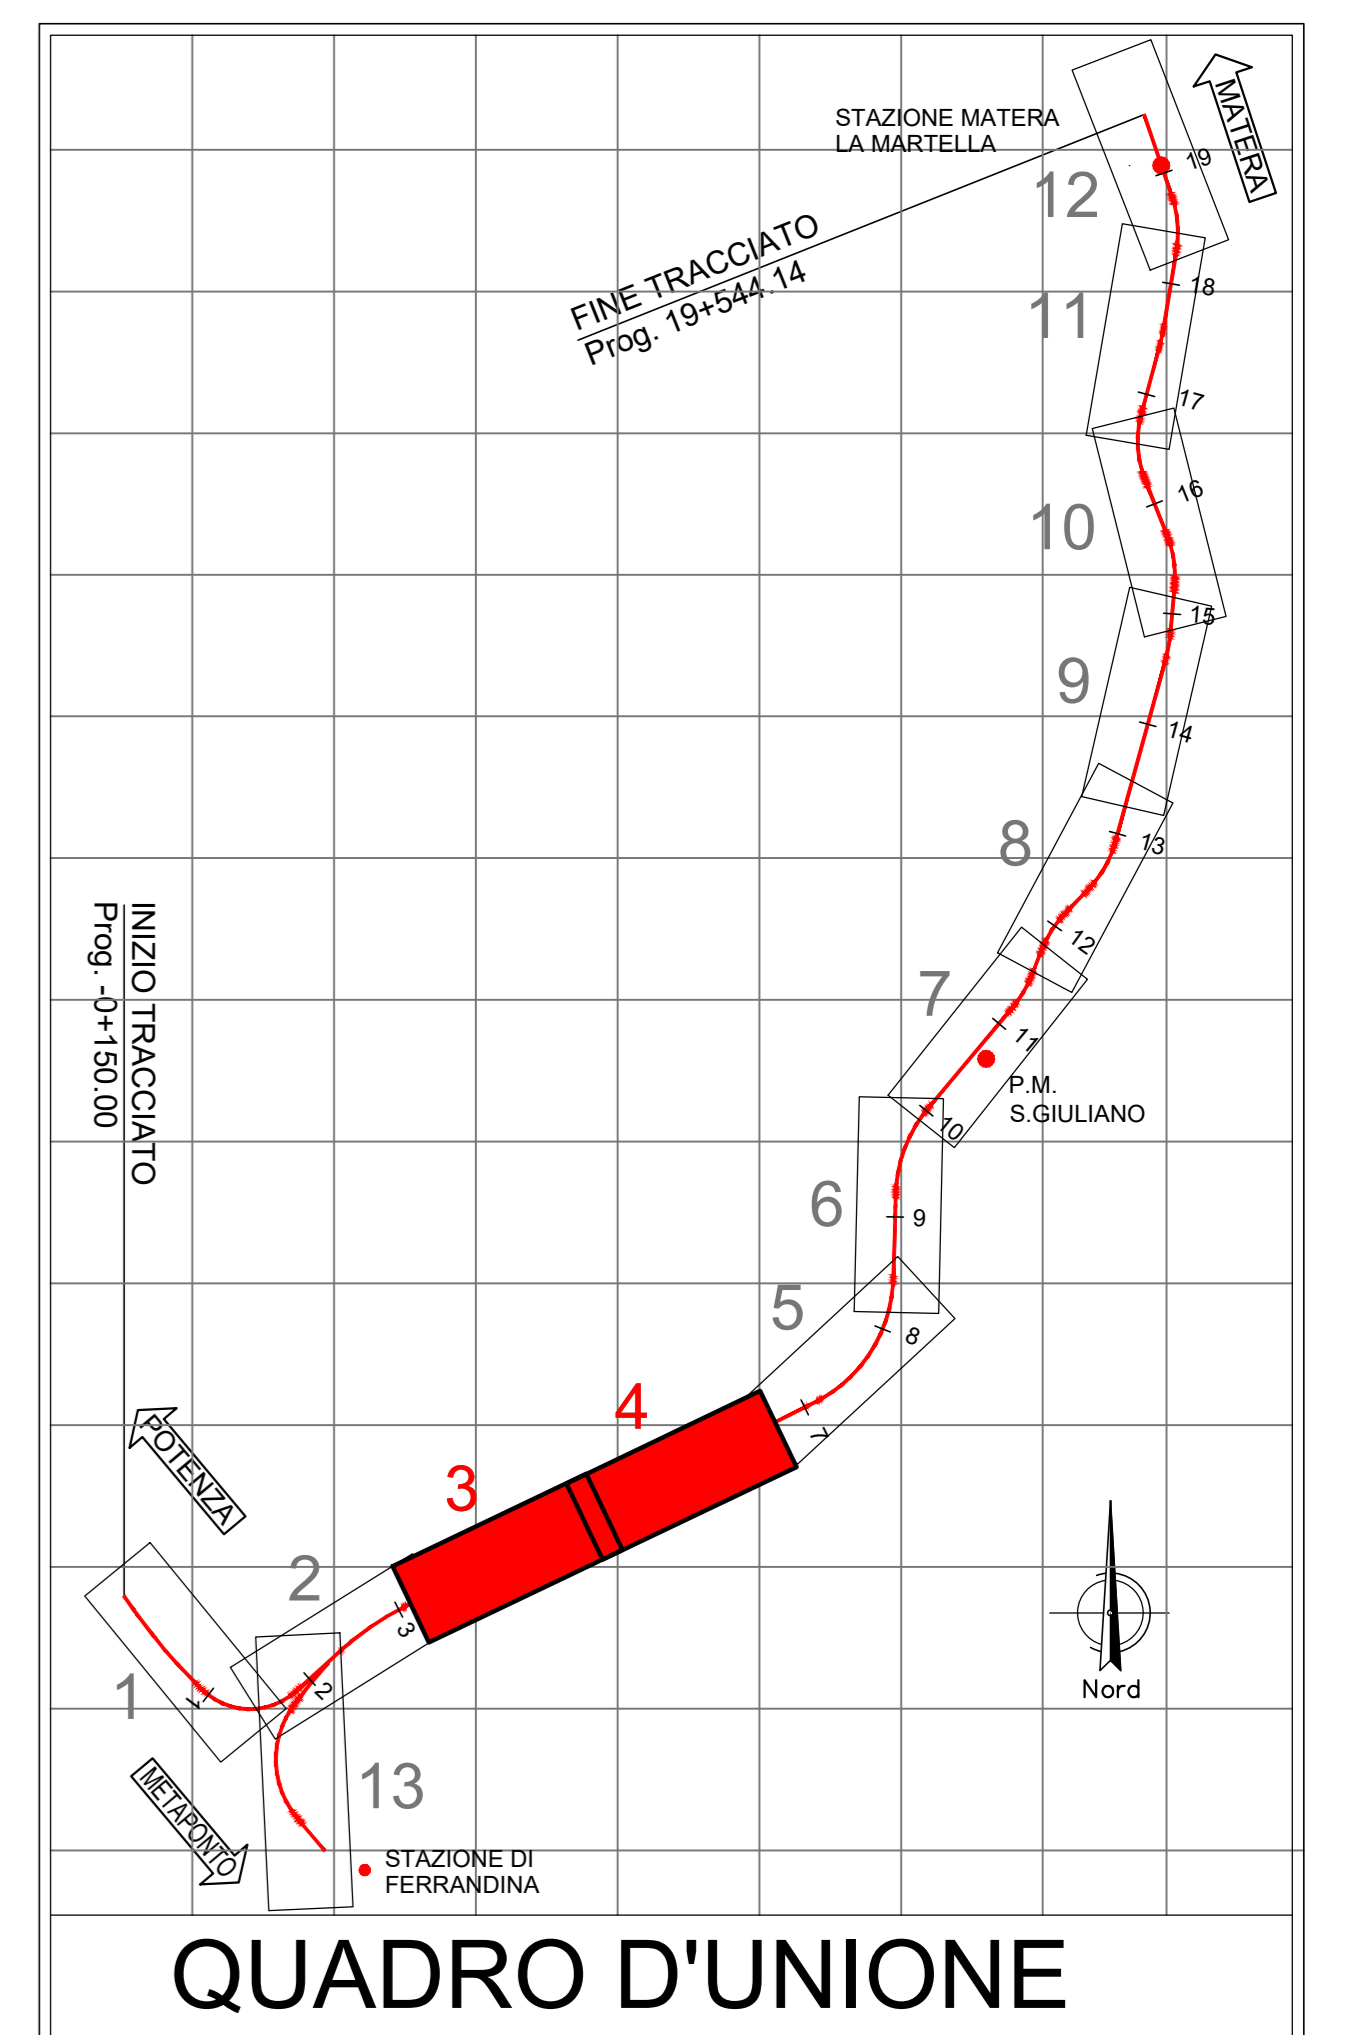 MATERA
STAZIONE MATERA
LA MARTELLA
19
12
FINE TRACCIATO
Prog. 19+544.14
18
11
17
16
10
15
9
14
8
13
12
INIZIO TRACCIATO
Prog. -0+150.00
7
11
P.M.
S.GIULIANO
10
6
9
5
8
4
7
POTENZA
3
2
3
1
1
2
Nord
METAPONTO
13
STAZIONE DI
FERRANDINA
QUADRO D'UNIONE